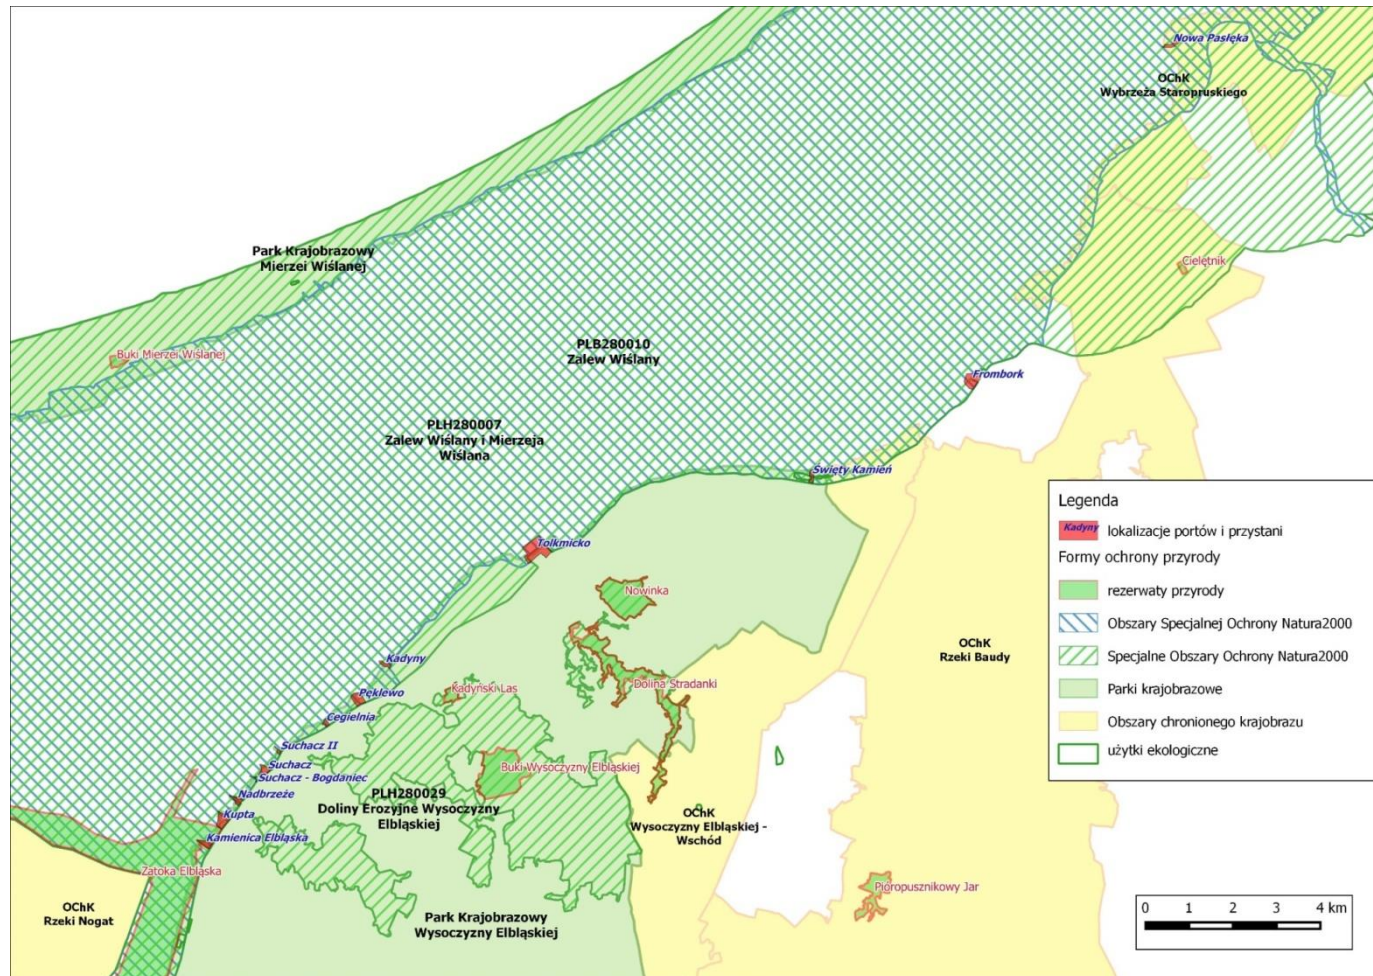 Nowa Pasłęka
OChK
Wybrzeża Staropruskiego
Park Krajobrazowy
Mierzei Wiślanej
Cielętnik
Buki Mierzei Wiślanej
PLB280010
Zalew Wiślany
Frombork
PLH280007
Zalew Wiślany i Mierzeja
Wiślana
Święty Kamień
Tolkmicko
Nowinka
Kadyny
Pęklewo
Kadyński Las
Dolina Stradanki
OChK
Rzeki Baudy
Cegielnia
Suchacz II
Suchacz
Suchacz - Bogdaniec
Buki Wysoczyzny Elbląskiej
Nadbrzeże
PLH280029
Doliny Erozyjne Wysoczyzny
Elbląskiej
Kupta
OChK
Wysoczyzny Elbląskiej -
Wschód
Kamienica Elbląska
Zatoka Elbląska
Pióropusznikowy Jar
OChK
Rzeki Nogat
Park Krajobrazowy
Wysoczyzny Elbląskiej
Legenda
Kadyny lokalizacje portów i przystani
Formy ochrony przyrody
rezerwaty przyrody
Obszary Specjalnej Ochrony Natura2000
Specjalne Obszary Ochrony Natura2000
Parki krajobrazowe
Obszary chronionego krajobrazu
użytki ekologiczne
0 1 2 3 4 km